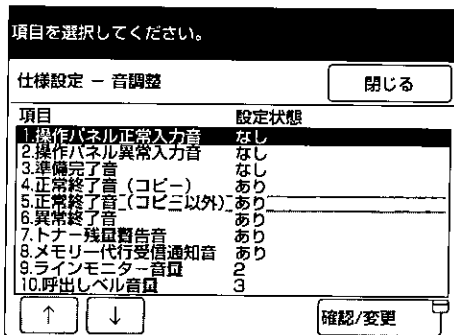 項目を選択してください。
仕様設定 － 音調整 閉じる
項目 設定状態
1.操作パネル正常入力音 なし
2.操作パネル異常入力音 なし
3.準備完了音 なし
4.正常終了音（コピー） あり
5.正常終了音（コピー以外） あり
6.異常終了音 あり
7.トナー残量警告音 あり
8.メモリー代行受信通知音 あり
9.ラインモニター音量 2
10.呼出しベル音量 3
↑ ↓ 確認/変更